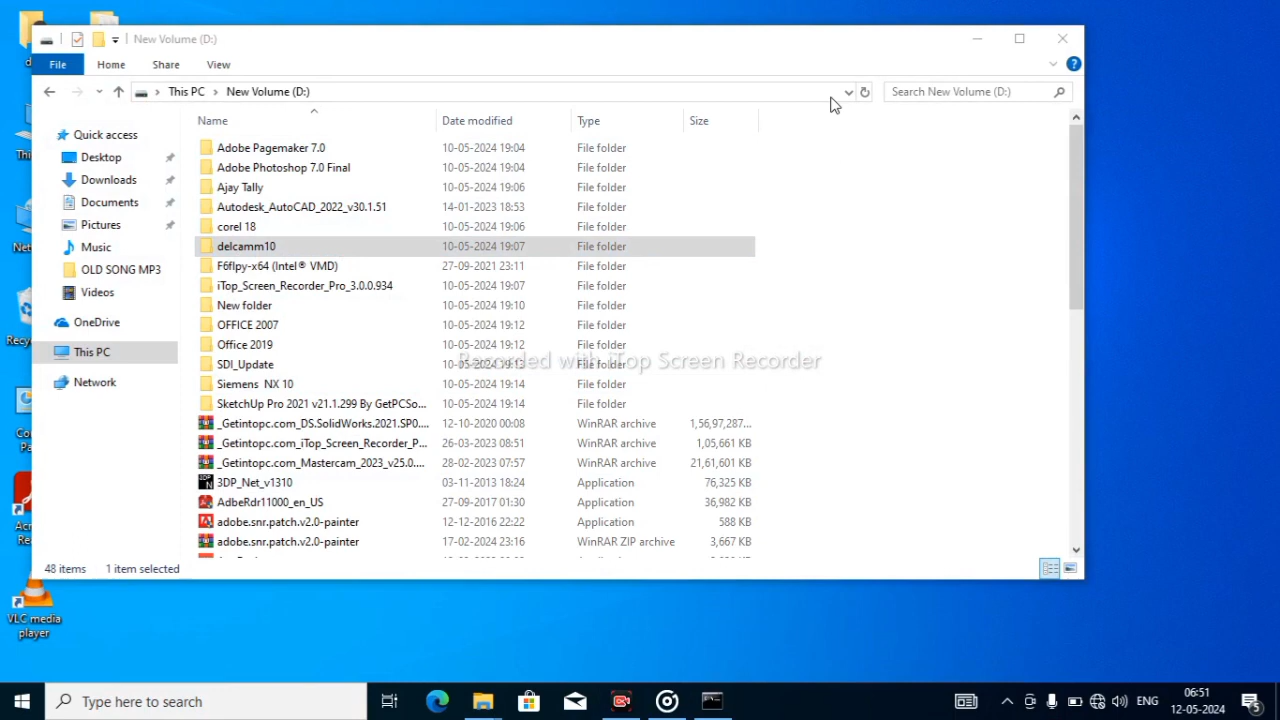 New Volume (D:)
File Home Share View
This PC New Volume (D:) Search New Volume (D:)
Name Date modified Type Size
Quick access
Desktop
Downloads
Documents
Pictures
Music
OLD SONG MP3
Videos
OneDrive
This PC
Network
Adobe Pagemaker 7.0 10-05-2024 19:04 File folder
Adobe Photoshop 7.0 Final 10-05-2024 19:04 File folder
Ajay Tally 10-05-2024 19:06 File folder
Autodesk_AutoCAD_2022_v30.1.51 14-01-2023 18:53 File folder
corel 18 10-05-2024 19:06 File folder
delcamm10 10-05-2024 19:07 File folder
F6flpy-x64 (Intel® VMD) 27-09-2021 23:11 File folder
iTop_Screen_Recorder_Pro_3.0.0.934 10-05-2024 19:07 File folder
New folder 10-05-2024 19:10 File folder
OFFICE 2007 10-05-2024 19:12 File folder
Office 2019 10-05-2024 19:12 File folder
Recorded with iTop Screen Recorder
SDI_Update 10-05-2024 19:13 File folder
Siemens NX 10 10-05-2024 19:14 File folder
SketchUp Pro 2021 v21.1.299 By GetPCSo... 10-05-2024 19:14 File folder
_Getintopc.com_DS.SolidWorks.2021.SP0.... 12-10-2020 00:08 WinRAR archive 1,56,97,287...
_Getintopc.com_iTop_Screen_Recorder_P... 26-03-2023 08:51 WinRAR archive 1,05,661 KB
_Getintopc.com_Mastercam_2023_v25.0.... 28-02-2023 07:57 WinRAR archive 21,61,601 KB
3DP_Net_v1310 03-11-2013 18:24 Application 76,325 KB
AdbeRdr11000_en_US 27-09-2017 01:30 Application 36,982 KB
adobe.snr.patch.v2.0-painter 12-12-2016 22:22 Application 588 KB
adobe.snr.patch.v2.0-painter 17-02-2024 23:16 WinRAR ZIP archive 3,667 KB
48 items 1 item selected
VLC media
player
Type here to search
ENG
06:51
12-05-2024
5